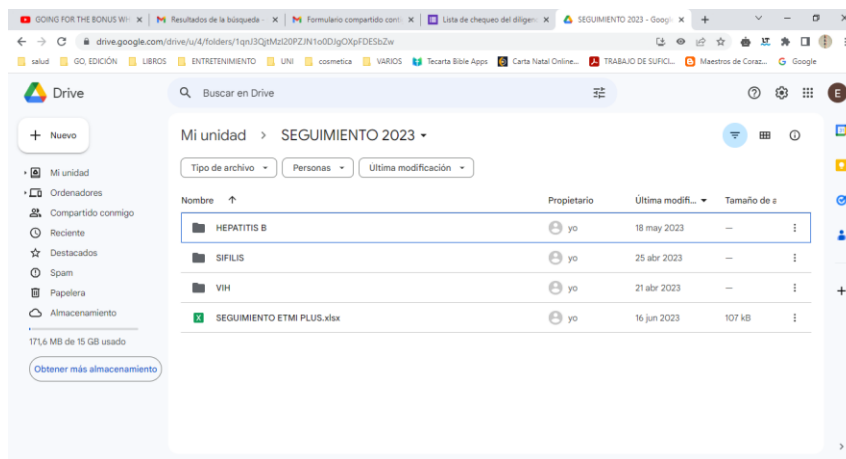 GOING FOR THE BONUS WH
Resultados de la búsqueda -
Formulario compartido conti
Lista de chequeo del diligenc
SEGUIMIENTO 2023 - Googl
drive.google.com/drive/u/4/folders/1qnJ3QjtMzl20PZJN1o0DJgOXpFDESbZw
salud GO, EDICIÓN LIBROS ENTRETENIMIENTO UNI cosmetica VARIOS Tecarta Bible Apps Carta Natal Online... TRABAJO DE SUFICI... Maestros de Coraz... Google
Drive
Buscar en Drive
E
Nuevo
Mi unidad
Ordenadores
Compartido conmigo
Reciente
Destacados
Spam
Papelera
Almacenamiento
171,6 MB de 15 GB usado
Obtener más almacenamiento
Mi unidad > SEGUIMIENTO 2023
Tipo de archivo Personas Última modificación
Nombre Propietario Última modifi... Tamaño de a
HEPATITIS B yo 18 may 2023 —
SIFILIS yo 25 abr 2023 —
VIH yo 21 abr 2023 —
SEGUIMIENTO ETMI PLUS.xlsx yo 16 jun 2023 107 kB